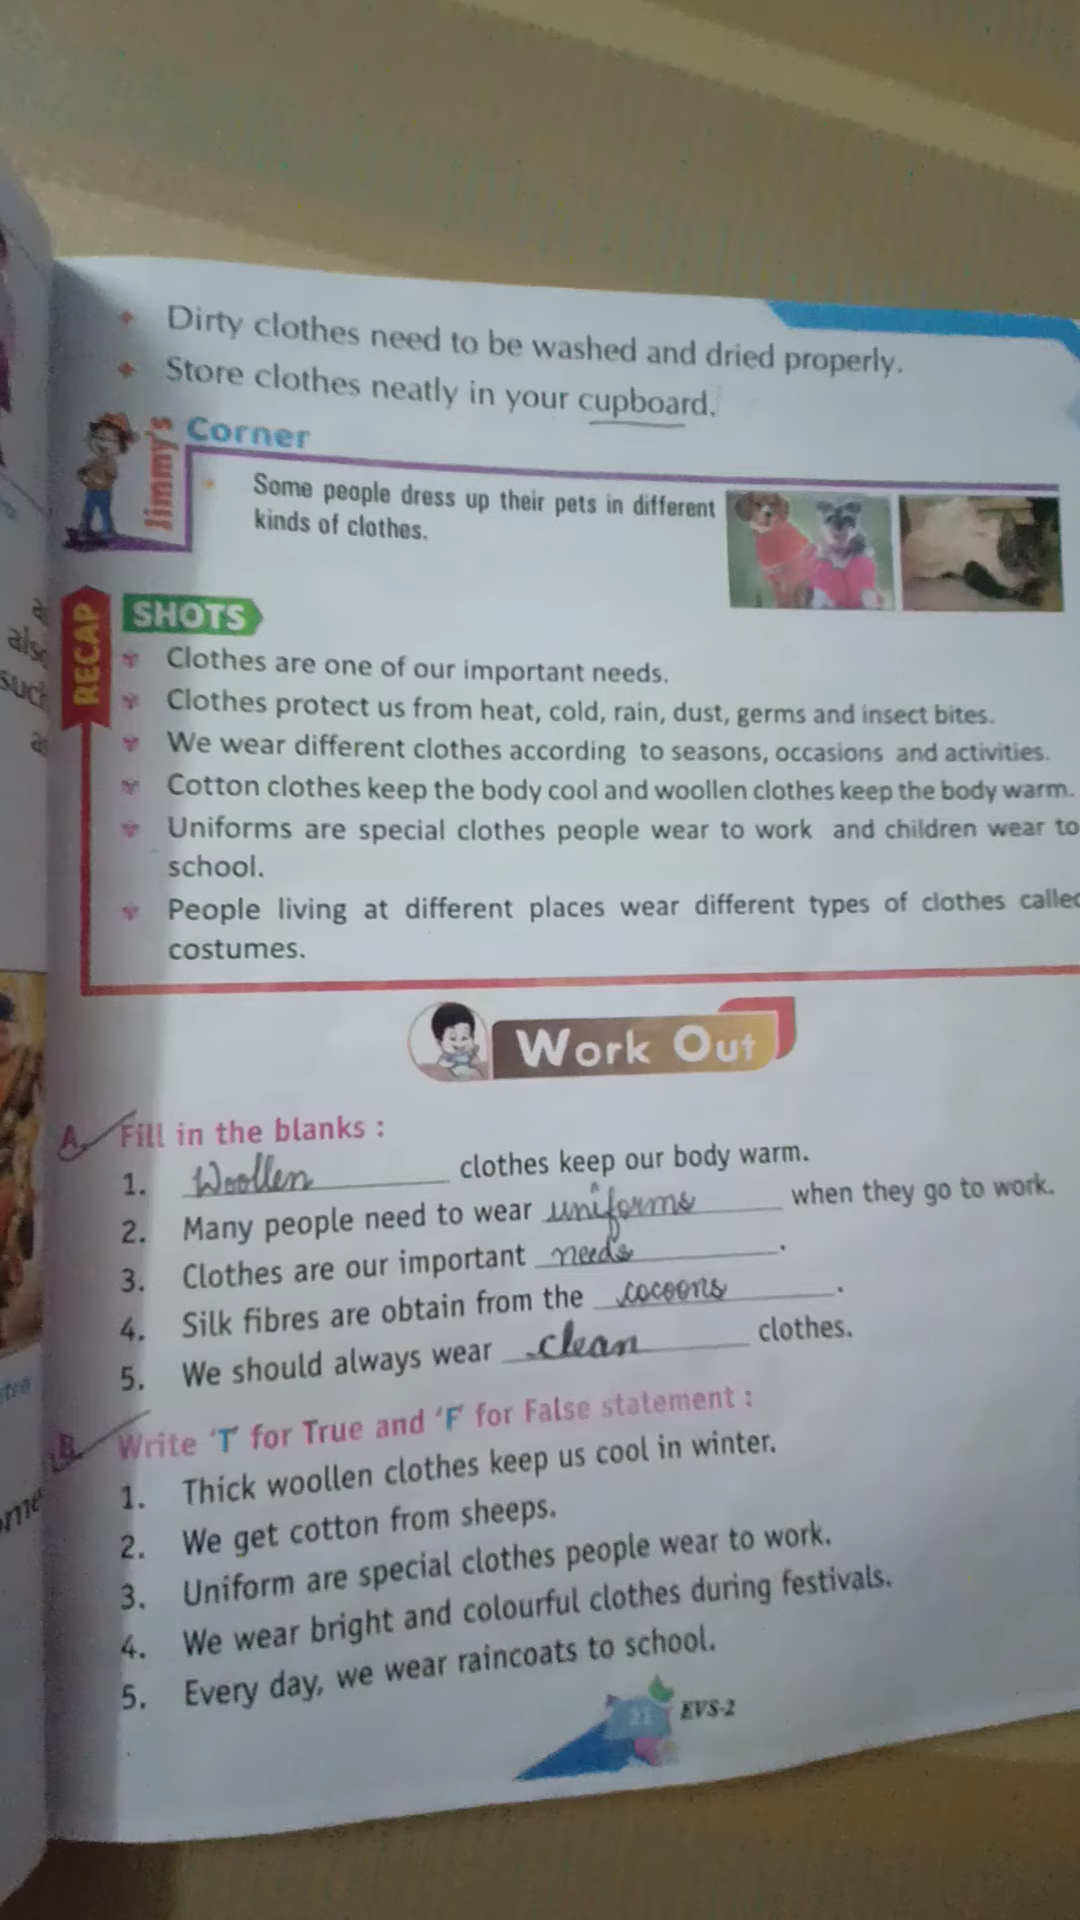 Dirty clothes need to be washed and dried properly.
Store clothes neatly in your cupboard.
Jimmy's Corner
Some people dress up their pets in different
kinds of clothes.
RECAP
SHOTS
Clothes are one of our important needs.
Clothes protect us from heat, cold, rain, dust, germs and insect bites.
We wear different clothes according to seasons, occasions and activities.
Cotton clothes keep the body cool and woollen clothes keep the body warm.
Uniforms are special clothes people wear to work and children wear to
school.
People living at different places wear different types of clothes called
costumes.
Work Out
A. Fill in the blanks :
1. Woollen clothes keep our body warm.
2. Many people need to wear uniforms when they go to work.
3. Clothes are our important needs.
4. Silk fibres are obtain from the cocoons.
5. We should always wear clean clothes.
B. Write 'T' for True and 'F' for False statement :
1. Thick woollen clothes keep us cool in winter.
2. We get cotton from sheeps.
3. Uniform are special clothes people wear to work.
4. We wear bright and colourful clothes during festivals.
5. Every day, we wear raincoats to school.
EVS-2